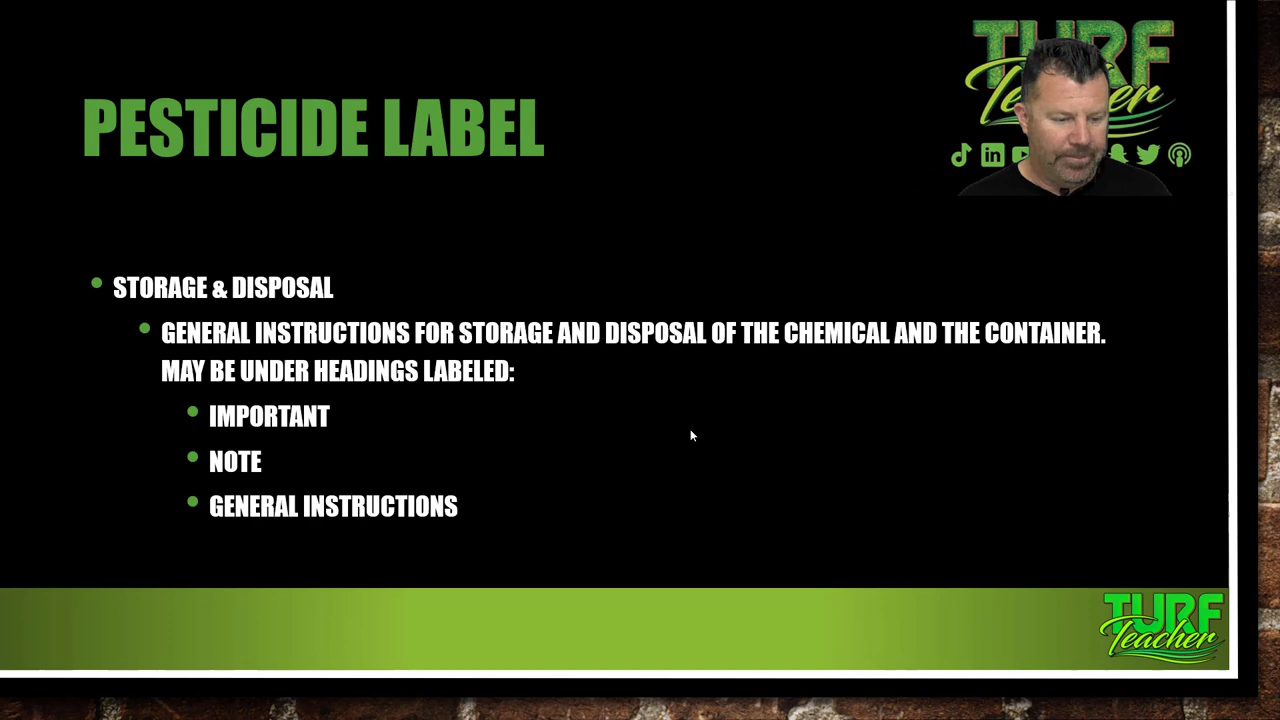 TURF
Teacher
PESTICIDE LABEL
STORAGE & DISPOSAL
GENERAL INSTRUCTIONS FOR STORAGE AND DISPOSAL OF THE CHEMICAL AND THE CONTAINER.
MAY BE UNDER HEADINGS LABELED:
IMPORTANT
NOTE
GENERAL INSTRUCTIONS
TURF
Teacher